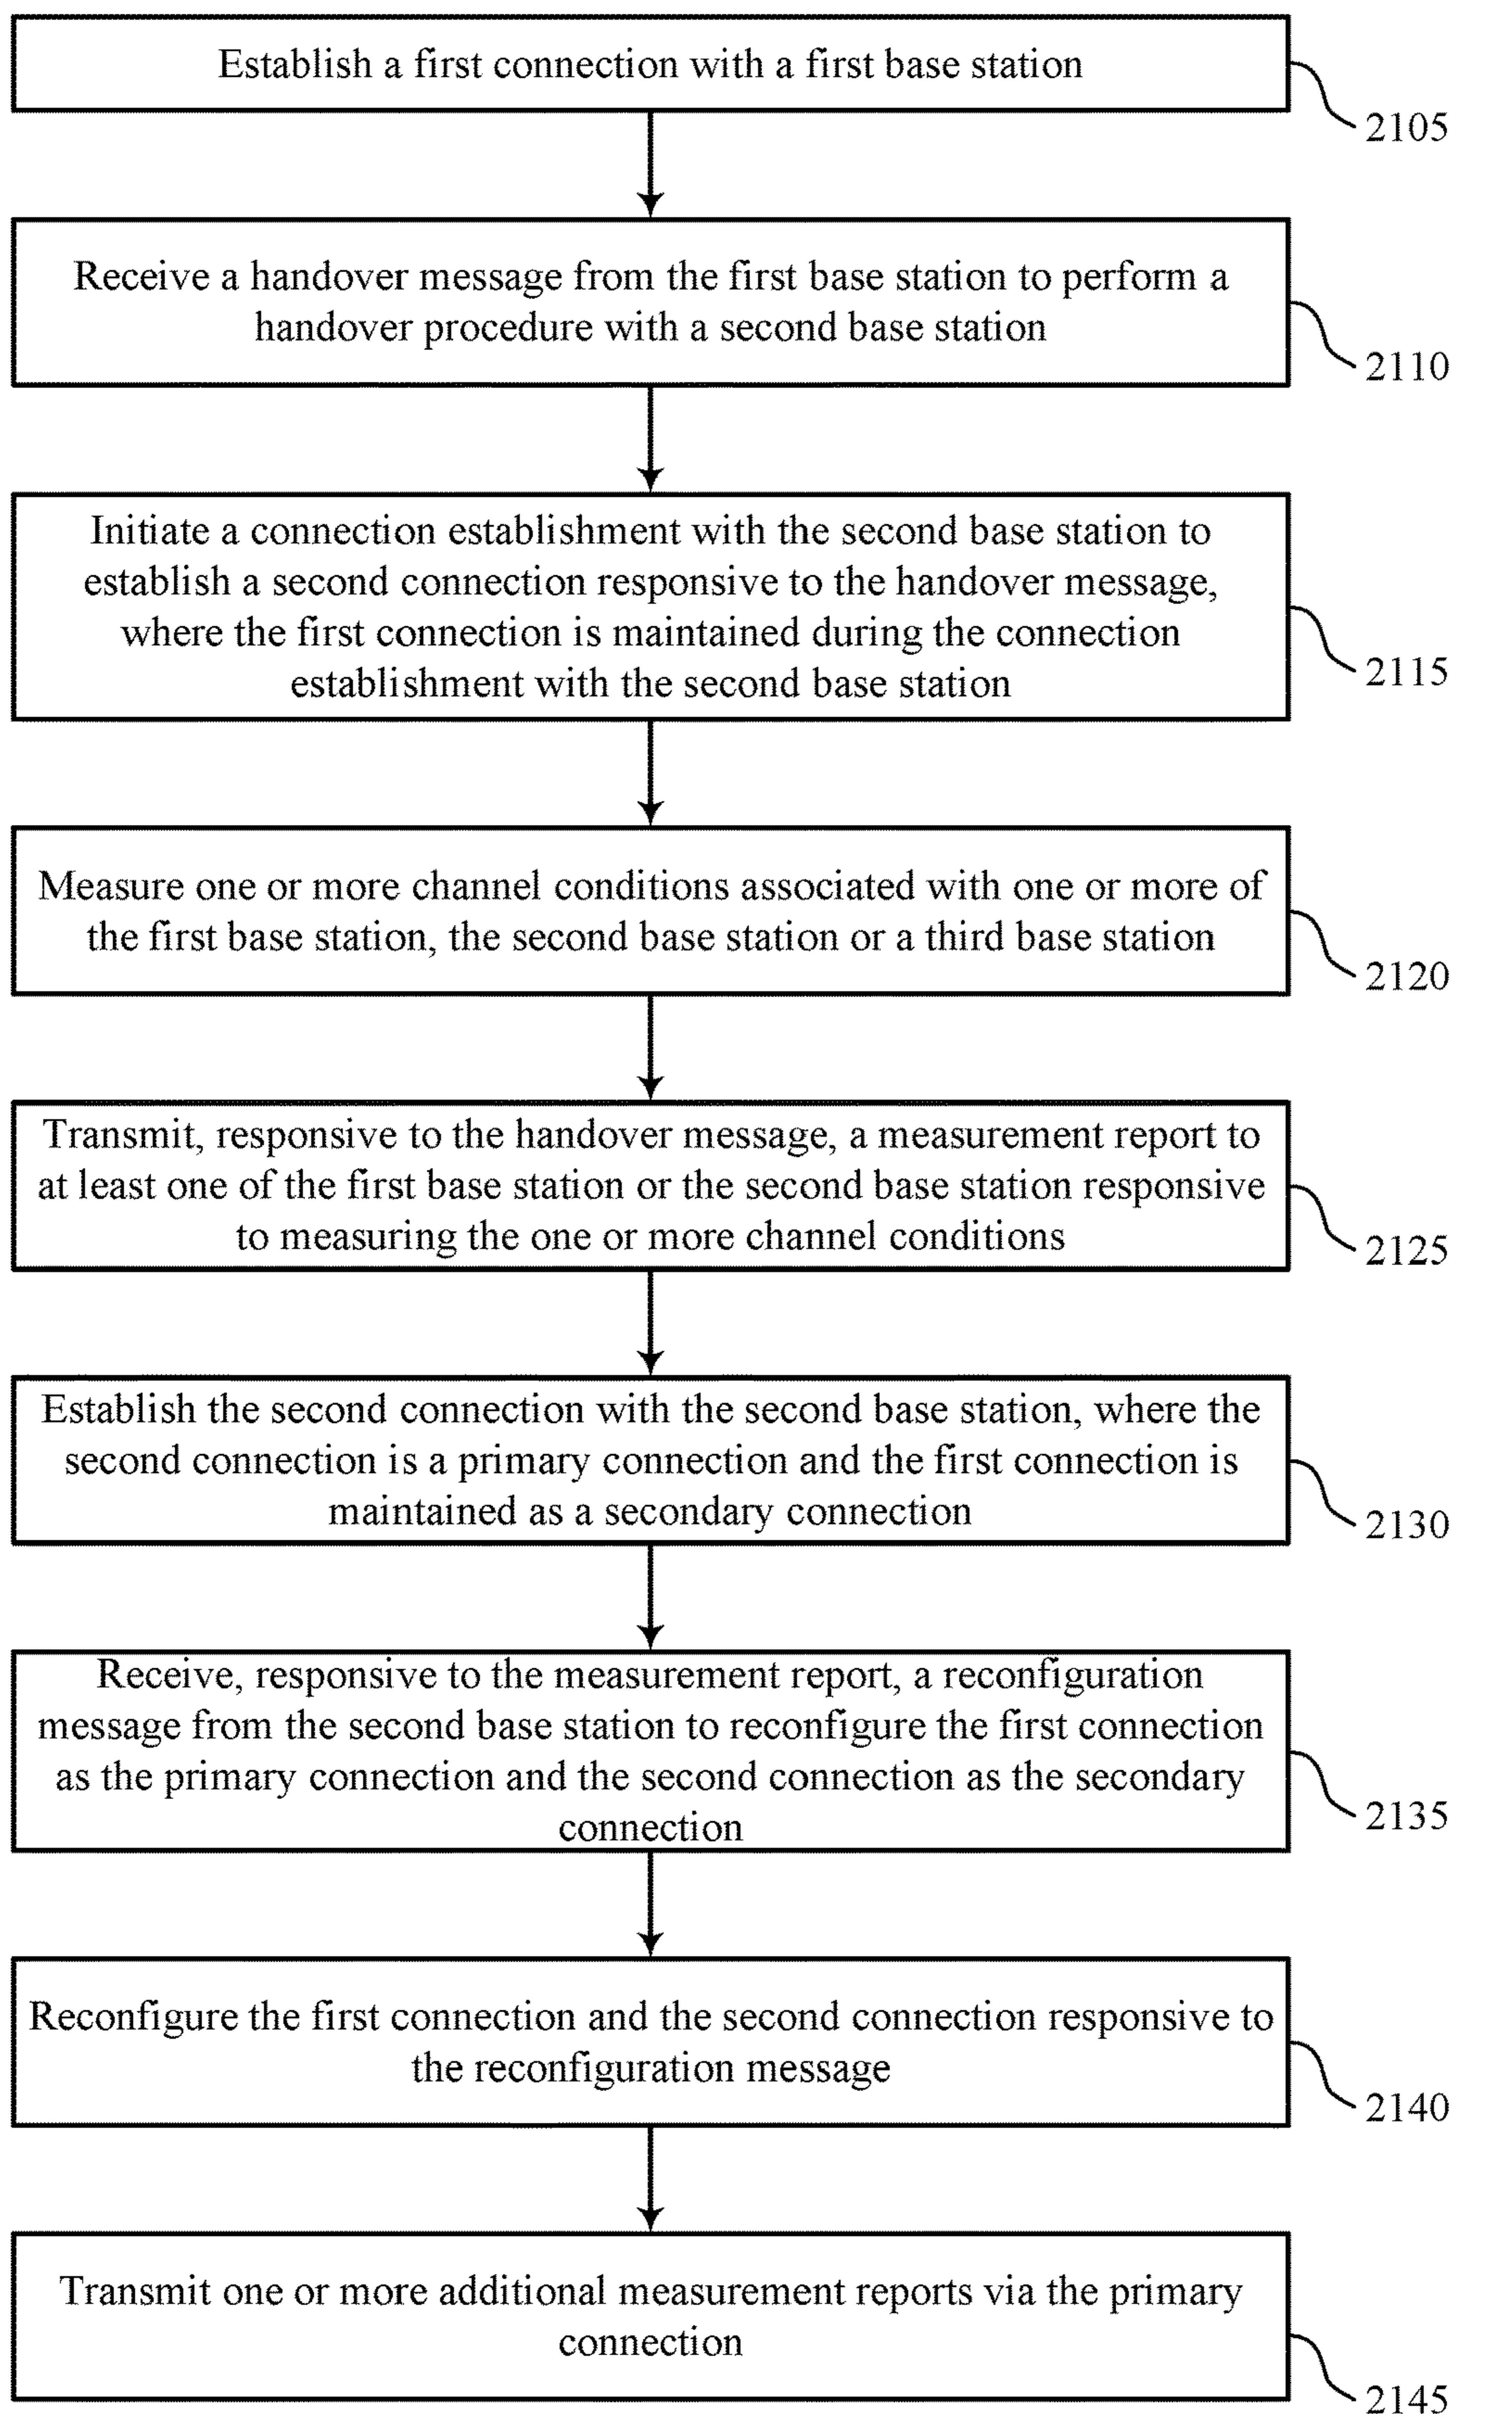 Establish a first connection with a first base station
2105
Receive a handover message from the first base station to perform a
handover procedure with a second base station
2110
Initiate a connection establishment with the second base station to
establish a second connection responsive to the handover message,
where the first connection is maintained during the connection
establishment with the second base station
2115
Measure one or more channel conditions associated with one or more of
the first base station, the second base station or a third base station
2120
Transmit, responsive to the handover message, a measurement report to
at least one of the first base station or the second base station responsive
to measuring the one or more channel conditions
2125
Establish the second connection with the second base station, where the
second connection is a primary connection and the first connection is
maintained as a secondary connection
2130
Receive, responsive to the measurement report, a reconfiguration
message from the second base station to reconfigure the first connection
as the primary connection and the second connection as the secondary
connection
2135
Reconfigure the first connection and the second connection responsive to
the reconfiguration message
2140
Transmit one or more additional measurement reports via the primary
connection
2145